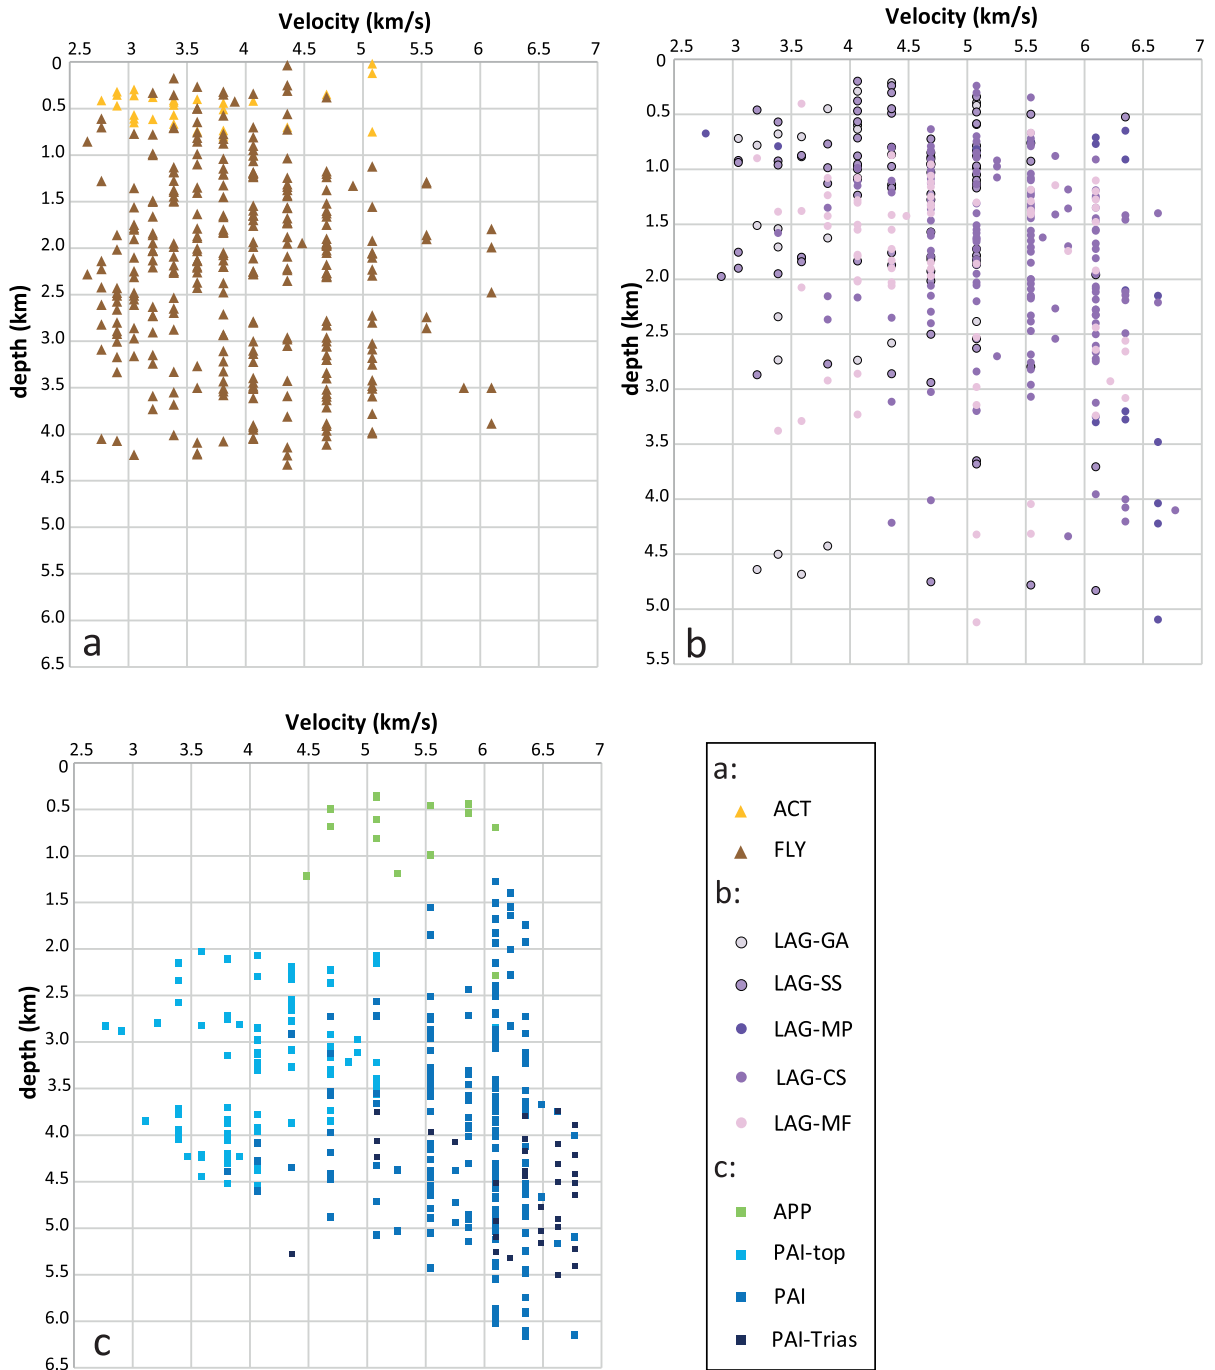 Velocity (km/s)
2.5 3 3.5 4 4.5 5 5.5 6 6.5 7
0
0.5
1.0
1.5
2.0
2.5
3.0
3.5
4.0
4.5
5.0
5.5
6.0
6.5
depth (km)
a
Velocity (km/s)
2.5 3 3.5 4 4.5 5 5.5 6 6.5 7
0
0.5
1.0
1.5
2.0
2.5
3.0
3.5
4.0
4.5
5.0
5.5
depth (km)
b
Velocity (km/s)
2.5 3 3.5 4 4.5 5 5.5 6 6.5 7
0
0.5
1.0
1.5
2.0
2.5
3.0
3.5
4.0
4.5
5.0
5.5
6.0
6.5
depth (km)
c
a:
ACT
FLY
b:
LAG-GA
LAG-SS
LAG-MP
LAG-CS
LAG-MF
c:
APP
PAI-top
PAI
PAI-Trias